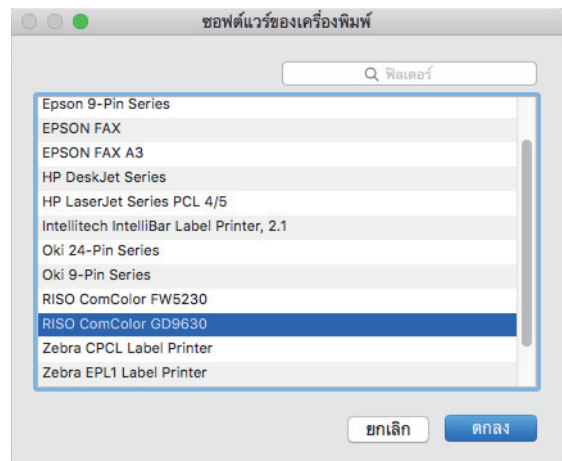 ซอฟต์แวร์ของเครื่องพิมพ์
ฟิลเตอร์
Epson 9-Pin Series
EPSON FAX
EPSON FAX A3
HP DeskJet Series
HP LaserJet Series PCL 4/5
Intellitech IntelliBar Label Printer, 2.1
Oki 24-Pin Series
Oki 9-Pin Series
RISO ComColor FW5230
RISO ComColor GD9630
Zebra CPCL Label Printer
Zebra EPL1 Label Printer
ยกเลิก ตกลง